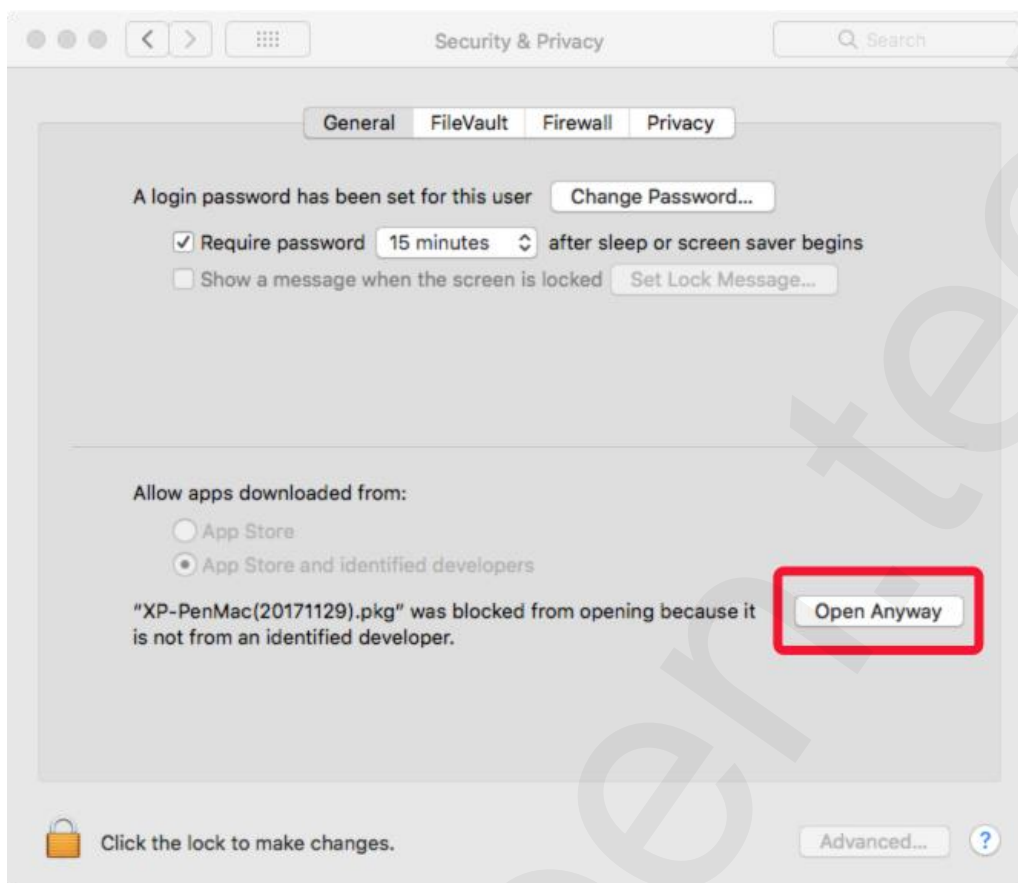 Security & Privacy
Search
General FileVault Firewall Privacy
A login password has been set for this user Change Password...
Require password 15 minutes after sleep or screen saver begins
Show a message when the screen is locked Set Lock Message...
Allow apps downloaded from:
App Store
App Store and identified developers
"XP-PenMac(20171129).pkg" was blocked from opening because it Open Anyway
is not from an identified developer.
Click the lock to make changes. Advanced... ?